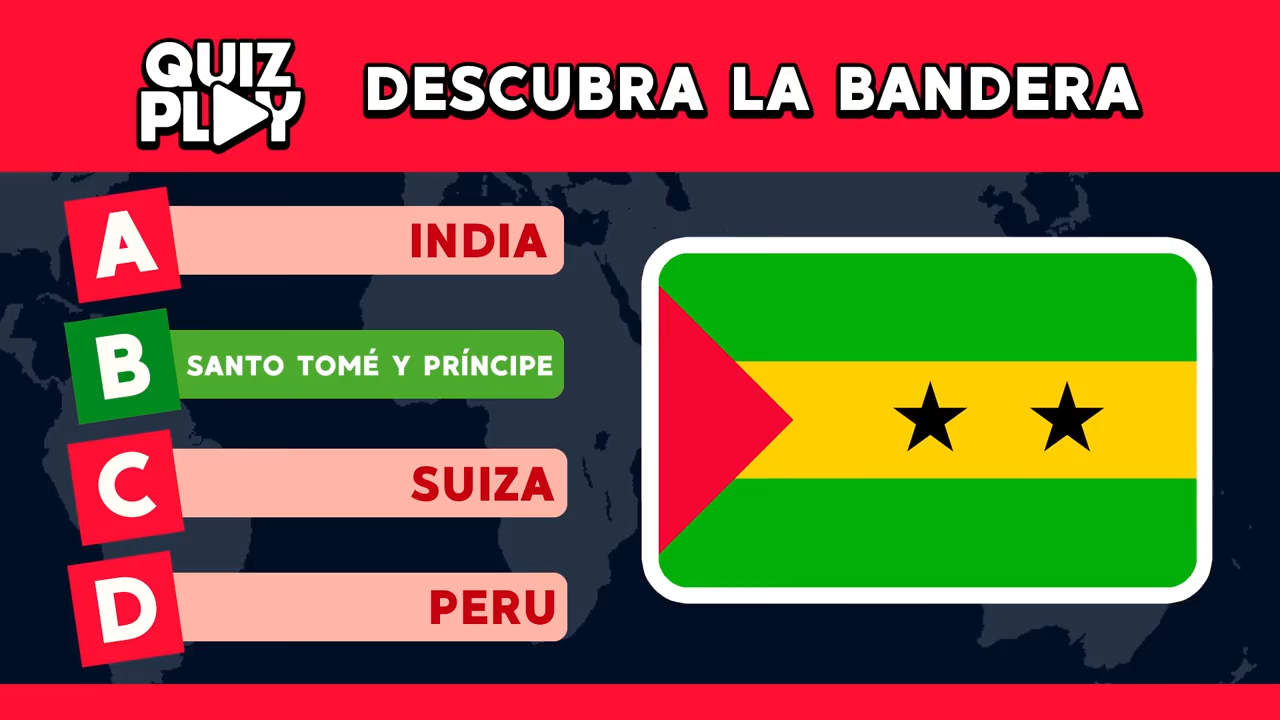 QUIZ
PLAY
DESCUBRA LA BANDERA
A
INDIA
B
SANTO TOMÉ Y PRÍNCIPE
C
SUIZA
D
PERU